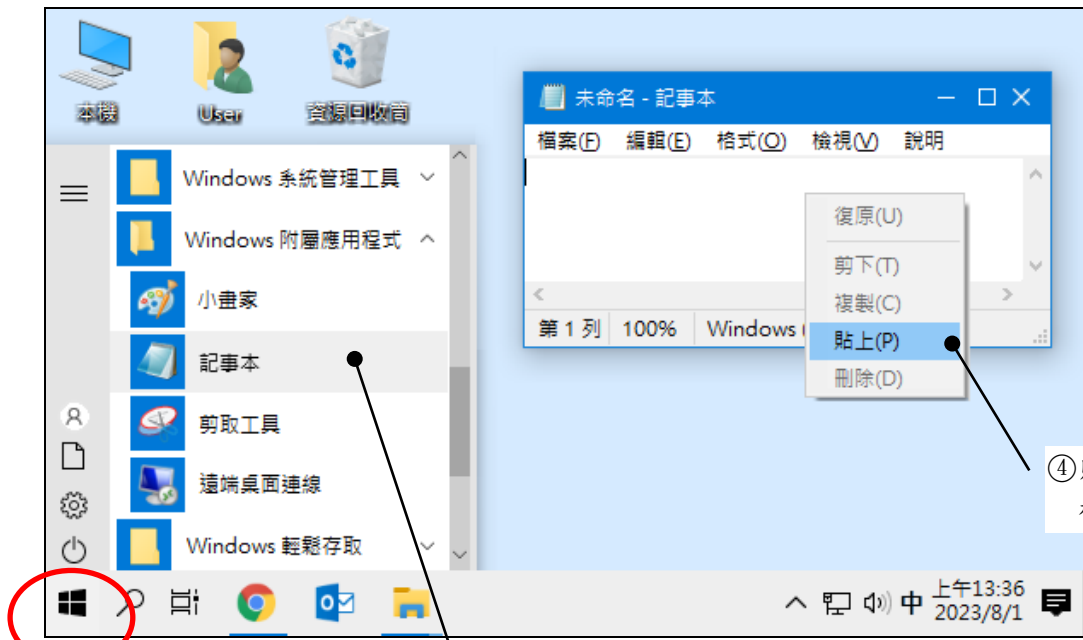 本機
User
資源回收筒
未命名 - 記事本
檔案(F) 編輯(E) 格式(O) 檢視(V) 說明
Windows 系統管理工具
Windows 附屬應用程式
小畫家
記事本
剪取工具
遠端桌面連線
Windows 輕鬆存取
復原(U)
剪下(T)
複製(C)
貼上(P)
刪除(D)
第 1 列 100% Windows
④
中
上午13:36
2023/8/1